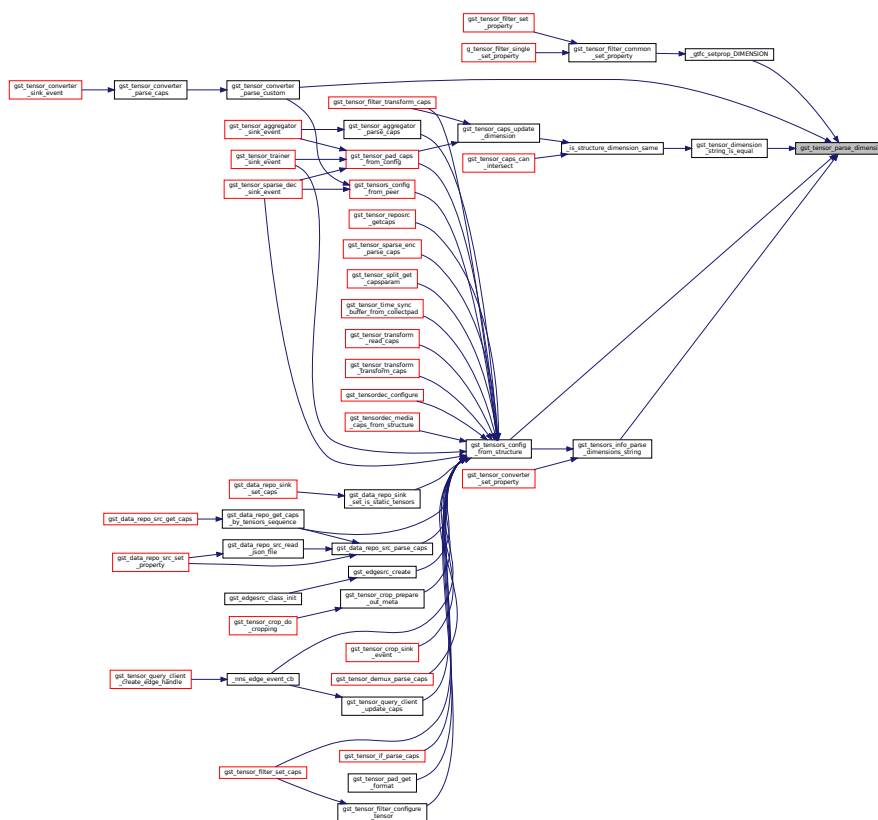 gst_tensor_filter_set
_property
g_tensor_filter_single
_set_property
gst_tensor_filter_common
_set_property
_gtfc_setprop_DIMENSION
gst_tensor_converter
_sink_event
gst_tensor_converter
_parse_caps
gst_tensor_converter
_parse_custom
gst_tensor_filter_transform_caps
gst_tensor_aggregator
_sink_event
gst_tensor_aggregator
_parse_caps
gst_tensor_caps_update
_dimension
gst_tensor_trainer
_sink_event
gst_tensor_pad_caps
_from_config
gst_tensor_caps_can
_intersect
_is_structure_dimension_same
gst_tensor_dimension
_string_is_equal
gst_tensor_parse_dimensi
gst_tensor_sparse_dec
_sink_event
gst_tensors_config
_from_peer
gst_tensor_reposrc
_getcaps
gst_tensor_sparse_enc
_parse_caps
gst_tensor_split_get
_capsparam
gst_tensor_time_sync
_buffer_from_collectpad
gst_tensor_transform
_read_caps
gst_tensor_transform
_transform_caps
gst_tensordec_configure
gst_tensordec_media
_caps_from_structure
gst_tensors_config
_from_structure
gst_tensors_info_parse
_dimensions_string
gst_tensor_converter
_set_property
gst_data_repo_sink
_set_caps
gst_data_repo_sink
_set_is_static_tensors
gst_data_repo_src_get_caps
gst_data_repo_get_caps
_by_tensors_sequence
gst_data_repo_src_set
_property
gst_data_repo_src_read
_json_file
gst_data_repo_src_parse_caps
gst_edgesrc_create
gst_edgesrc_class_init
gst_tensor_crop_prepare
_out_meta
gst_tensor_crop_do
_cropping
gst_tensor_crop_sink
_event
gst_tensor_query_client
_create_edge_handle
_nns_edge_event_cb
gst_tensor_demux_parse_caps
gst_tensor_query_client
_update_caps
gst_tensor_if_parse_caps
gst_tensor_filter_set_caps
gst_tensor_pad_get
_format
gst_tensor_filter_configure
_tensor